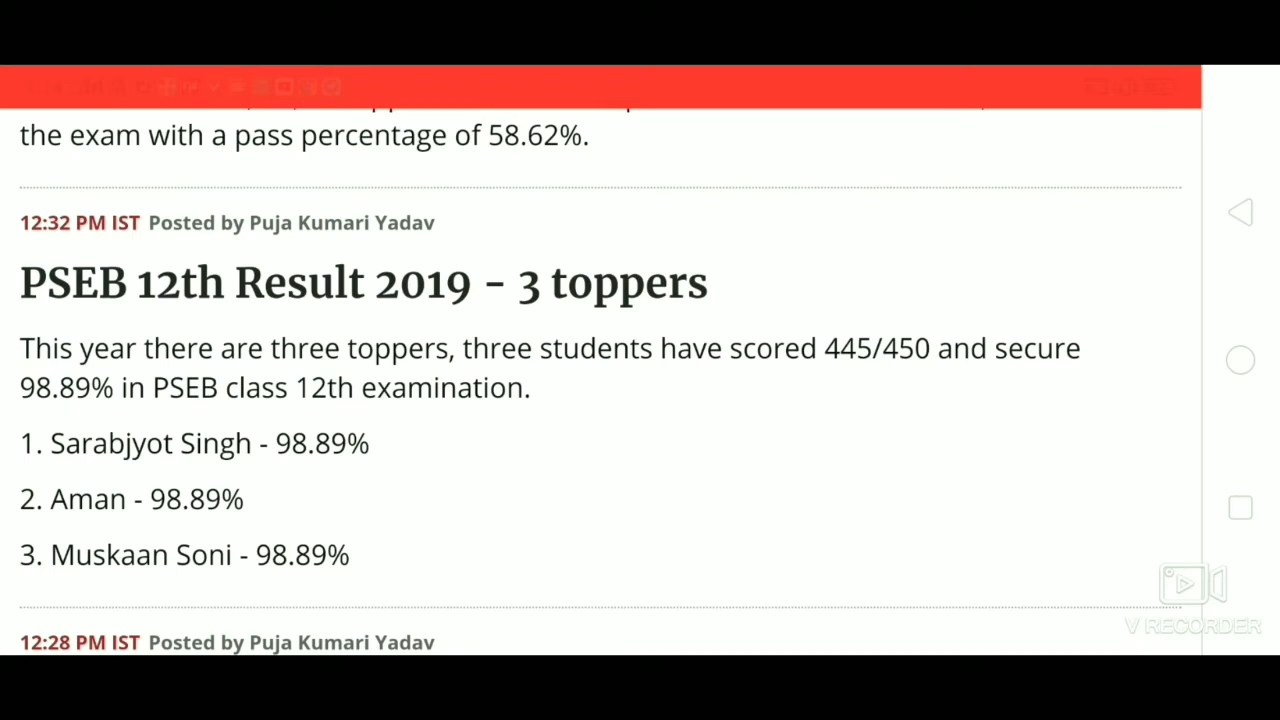 the exam with a pass percentage of 58.62%.
12:32 PM IST Posted by Puja Kumari Yadav
PSEB 12th Result 2019 - 3 toppers
This year there are three toppers, three students have scored 445/450 and secure
98.89% in PSEB class 12th examination.
1. Sarabjyot Singh - 98.89%
2. Aman - 98.89%
3. Muskaan Soni - 98.89%
V RECORDER
12:28 PM IST Posted by Puja Kumari Yadav